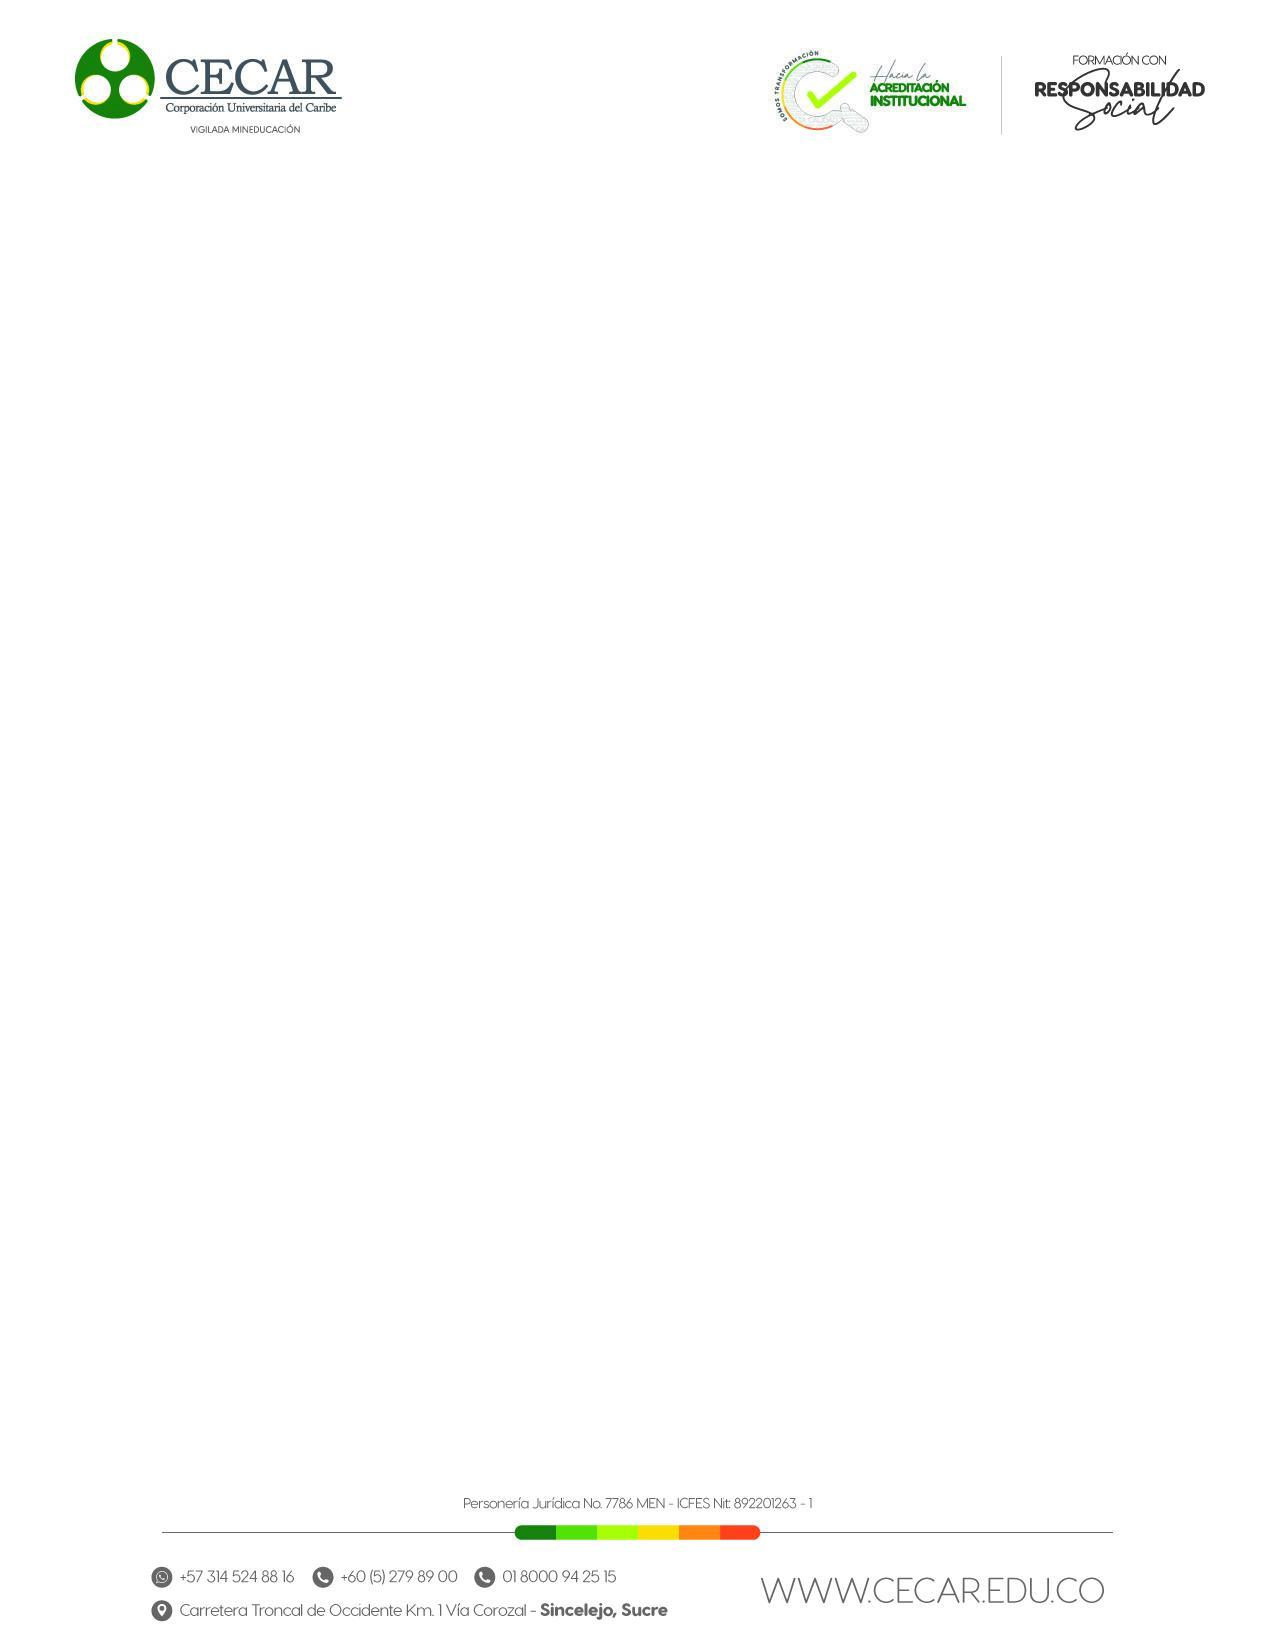 CECAR
Corporación Universitaria del Caribe
VIGILADA MINEDUCACIÓN
SOMOS TRANSFORMACIÓN
Hacia la
ACREDITACIÓN
INSTITUCIONAL
FORMACIÓN CON
RESPONSABILIDAD
Social
Personería Jurídica No. 7786 MEN - ICFES Nit: 892201263 - 1
+57 314 524 88 16 +60 (5) 279 89 00 01 8000 94 25 15
Carretera Troncal de Occidente Km. 1 Vía Corozal - Sincelejo, Sucre
WWW.CECAR.EDU.CO